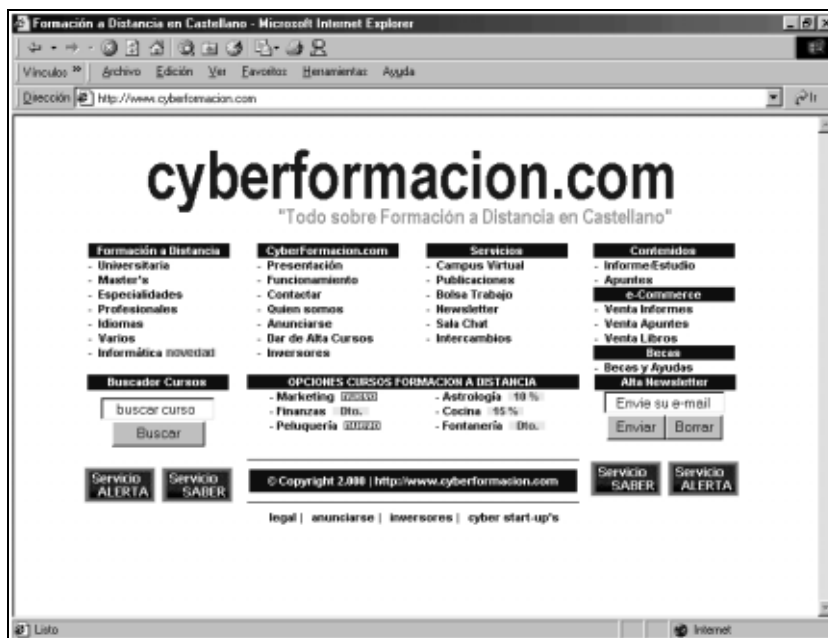 Formación a Distancia en Castellano - Microsoft Internet Explorer
Vínculos » Archivo Edición Ver Favoritos Herramientas Ayuda
Dirección http://www.cyberformacion.com Ir
cyberformacion.com
"Todo sobre Formación a Distancia en Castellano"
Formación a Distancia
- Universitaria
- Master's
- Especialidades
- Profesionales
- Idiomas
- Varios
- Informática novedad
CyberFormacion.com
- Presentación
- Funcionamiento
- Contactar
- Quien somos
- Anunciarse
- Dar de Alta Cursos
- Inversores
Servicios
- Campus Virtual
- Publicaciones
- Bolsa Trabajo
- Newsletter
- Sala Chat
- Intercambios
Contenidos
- Informe/Estudio
- Apuntes
e-Commerce
- Venta Informes
- Venta Apuntes
- Venta Libros
Becas
- Becas y Ayudas
Buscador Cursos
buscar curso
Buscar
OPCIONES CURSOS FORMACION A DISTANCIA
- Marketing nuevo
- Finanzas Dto.
- Peluquería nuevo
- Astrología 10 %
- Cocina 15 %
- Fontanería Dto.
Alta Newsletter
Envie su e-mail
Enviar Borrar
Servicio ALERTA
Servicio SABER
© Copyright 2.000 | http://www.cyberformacion.com
Servicio SABER
Servicio ALERTA
legal | anunciarse | inversores | cyber start-up's
Listo Internet